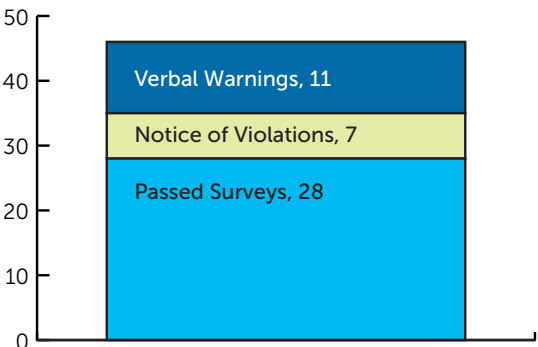 50
40
30
20
10
0
Verbal Warnings, 11
Notice of Violations, 7
Passed Surveys, 28